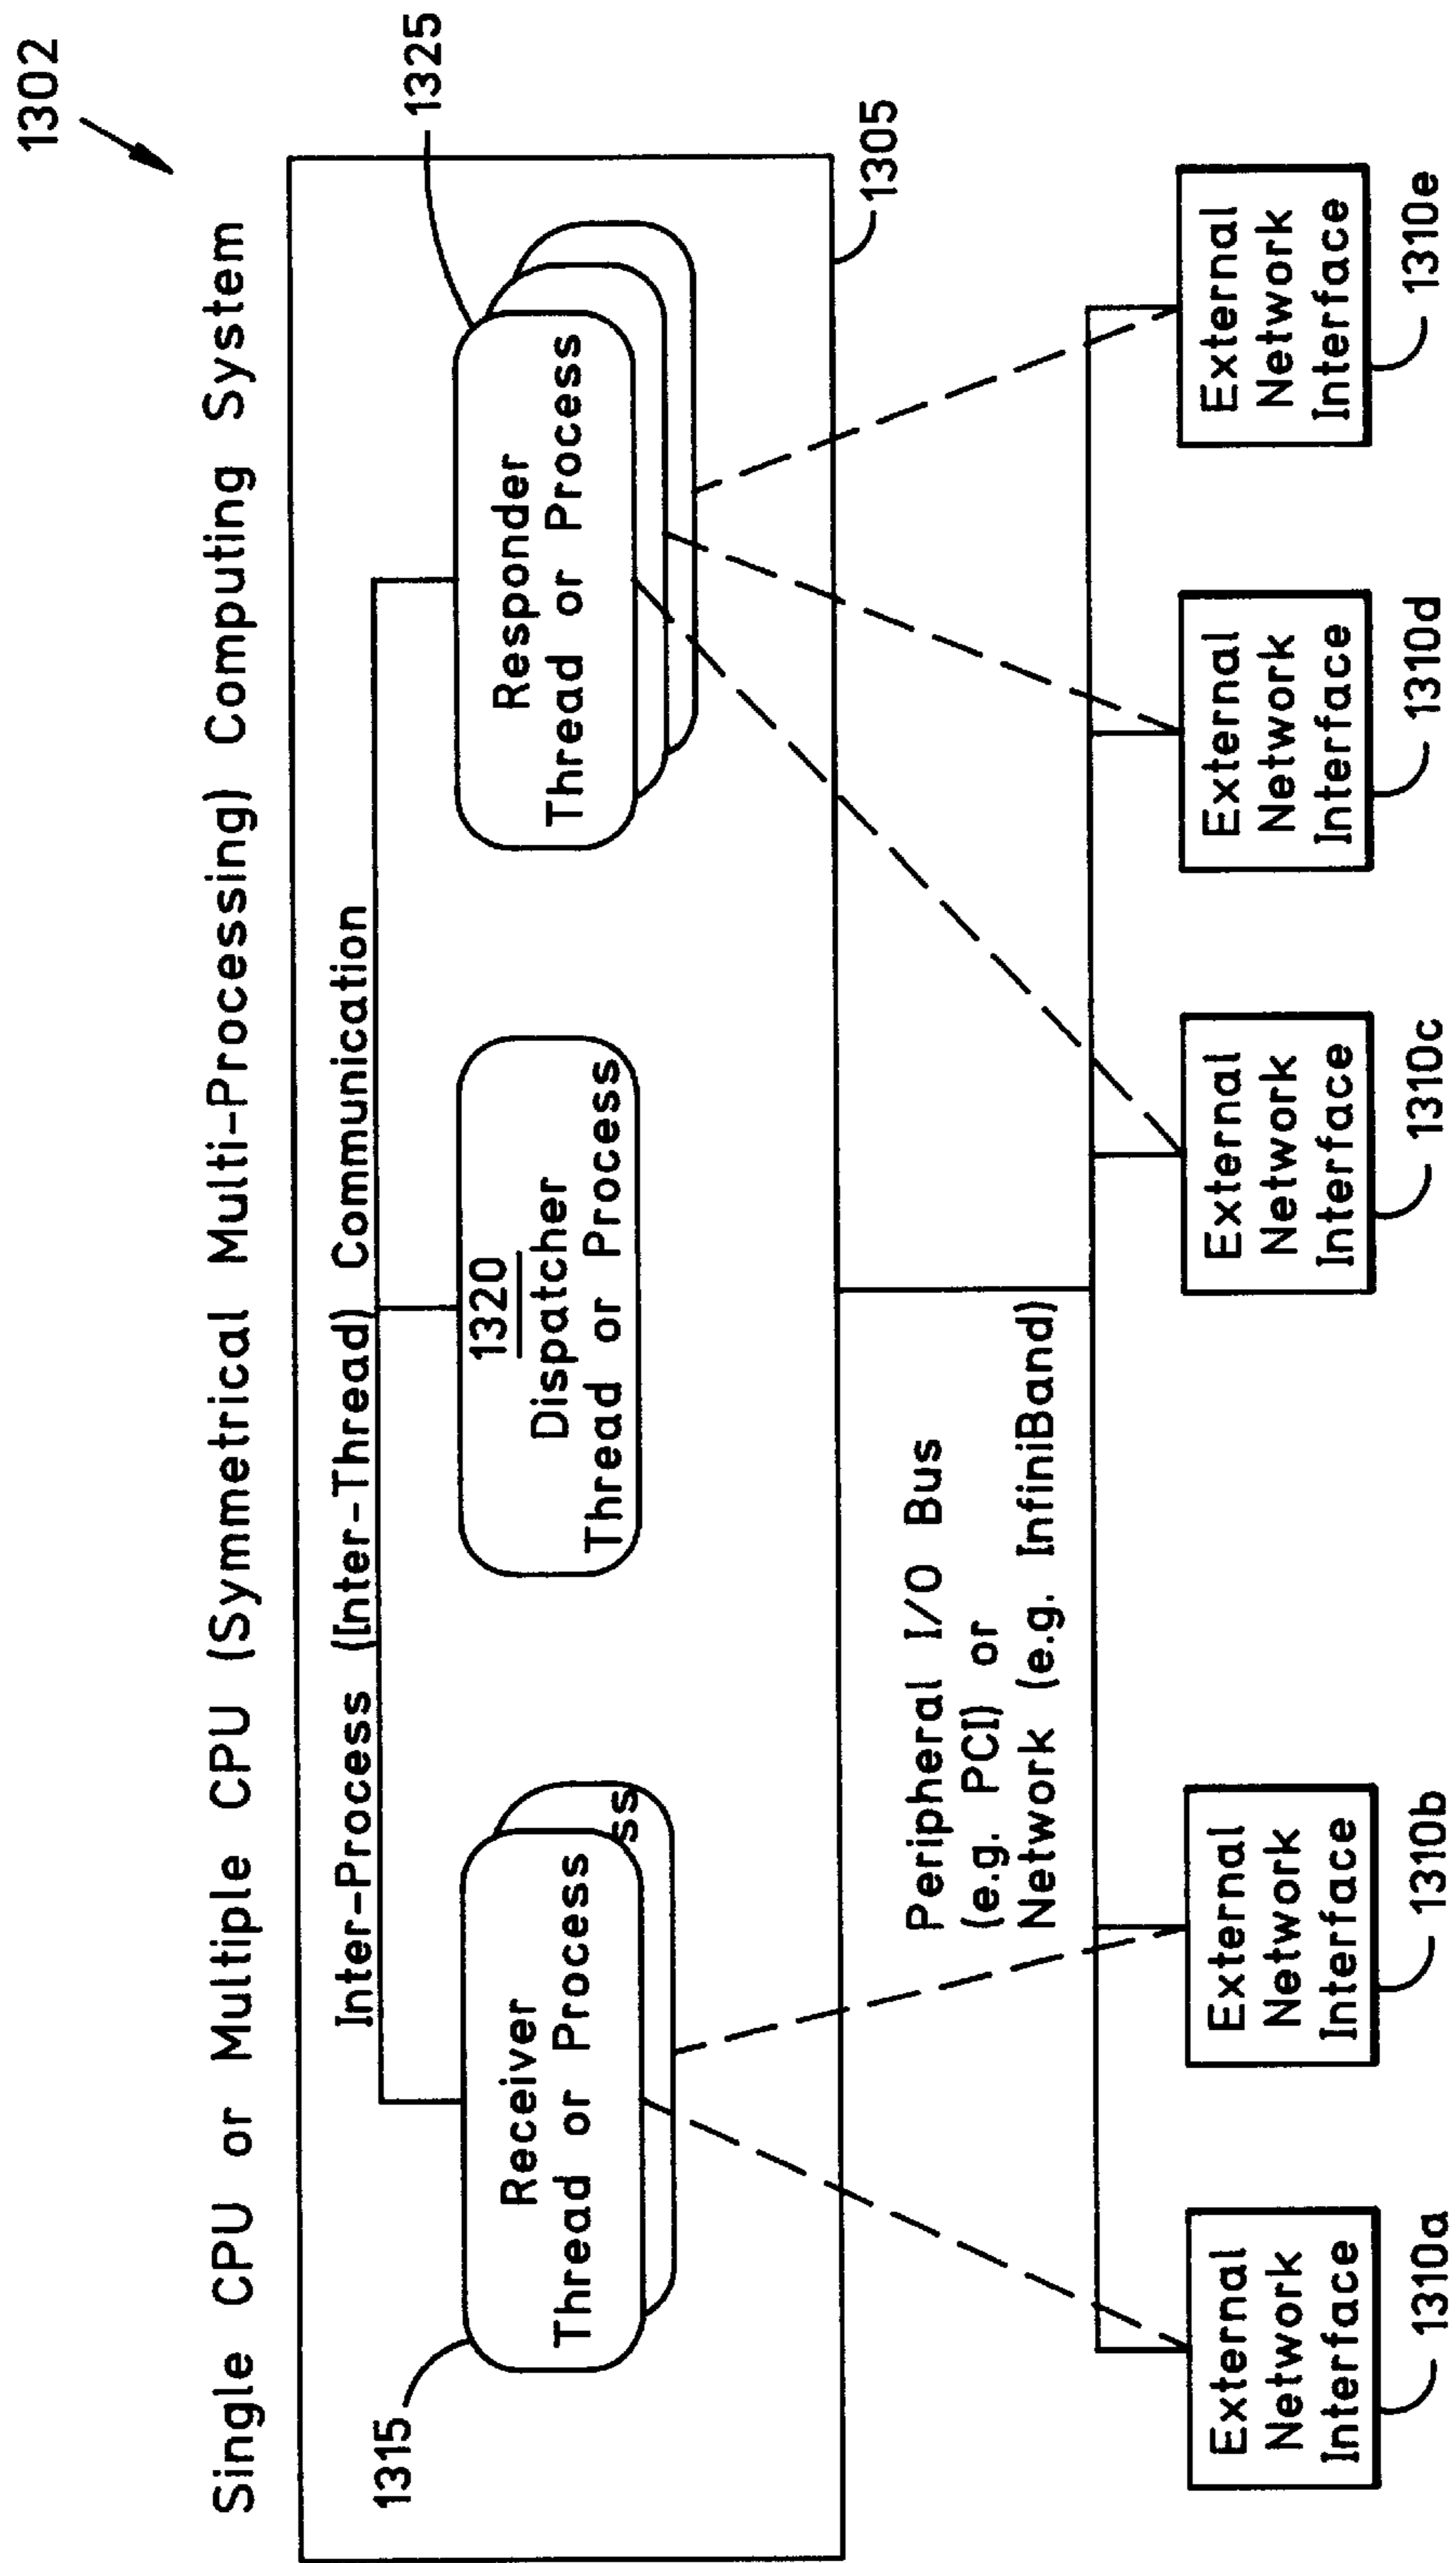 1302
Single CPU or Multiple CPU (Symmetrical Multi-Processing) Computing System
Inter-Process (Inter-Thread) Communication
1315
Receiver
Thread or Process
ss
1320
Dispatcher
Thread or Process
1325
Responder
Thread or Process
1305
Peripheral I/O Bus
(e.g. PCI) or
Network (e.g. InfiniBand)
External
Network
Interface
1310a
External
Network
Interface
1310b
External
Network
Interface
1310c
External
Network
Interface
1310d
External
Network
Interface
1310e